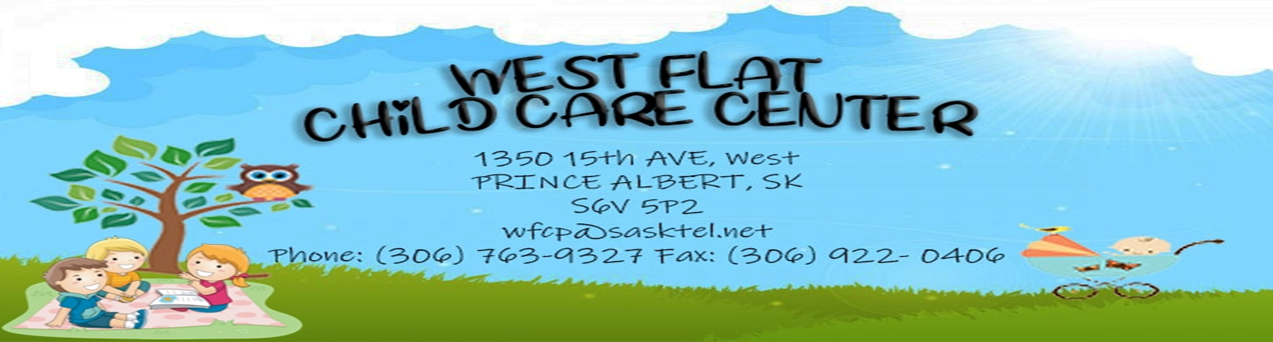 WEST FLAT
CHiLD CARE CENTER
1350 15th AVE, West
PRINCE ALBERT, SK
S6V 5P2
wfcp@sasktel.net
Phone: (306) 763-9327 Fax: (306) 922- 0406